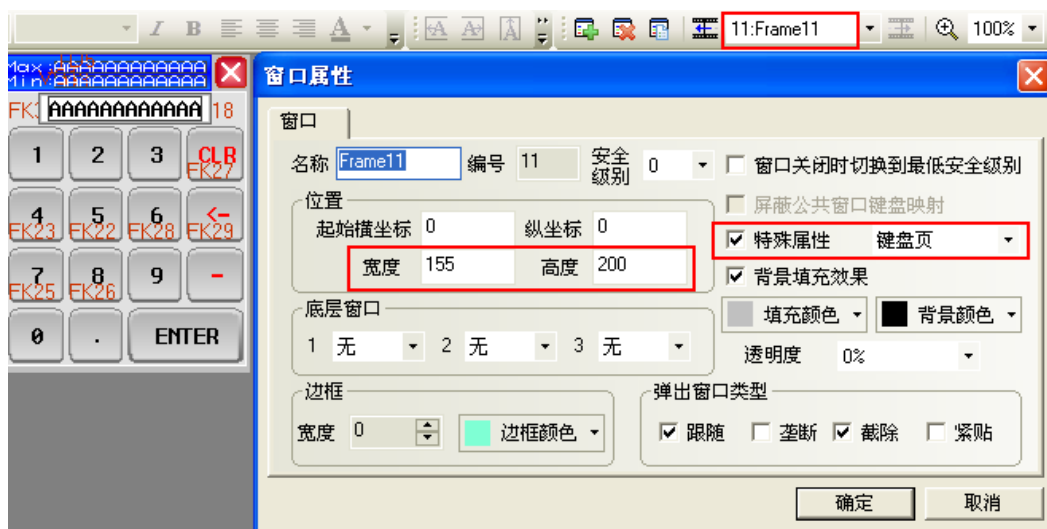 I B A 11:Frame11 100%
Max:AAAAAAAAAAAA
Min:AAAAAAAAAAAA
AAAAAAAAAAAA 18
1 2 3 CLR
FK27
4 5 6 <-
FK23 FK22 FK28 FK29
7 8 9 -
FK25 FK26
0 . ENTER
窗口属性
窗口
名称 Frame11 编号 11 安全级别 0 窗口关闭时切换到最低安全级别
位置 屏蔽公共窗口键盘映射
起始横坐标 0 纵坐标 0 特殊属性 键盘页
宽度 155 高度 200 背景填充效果
底层窗口 填充颜色 背景颜色
1 无 2 无 3 无 透明度 0%
边框 弹出窗口类型
宽度 0 边框颜色 跟随 垄断 截除 紧贴
确定 取消